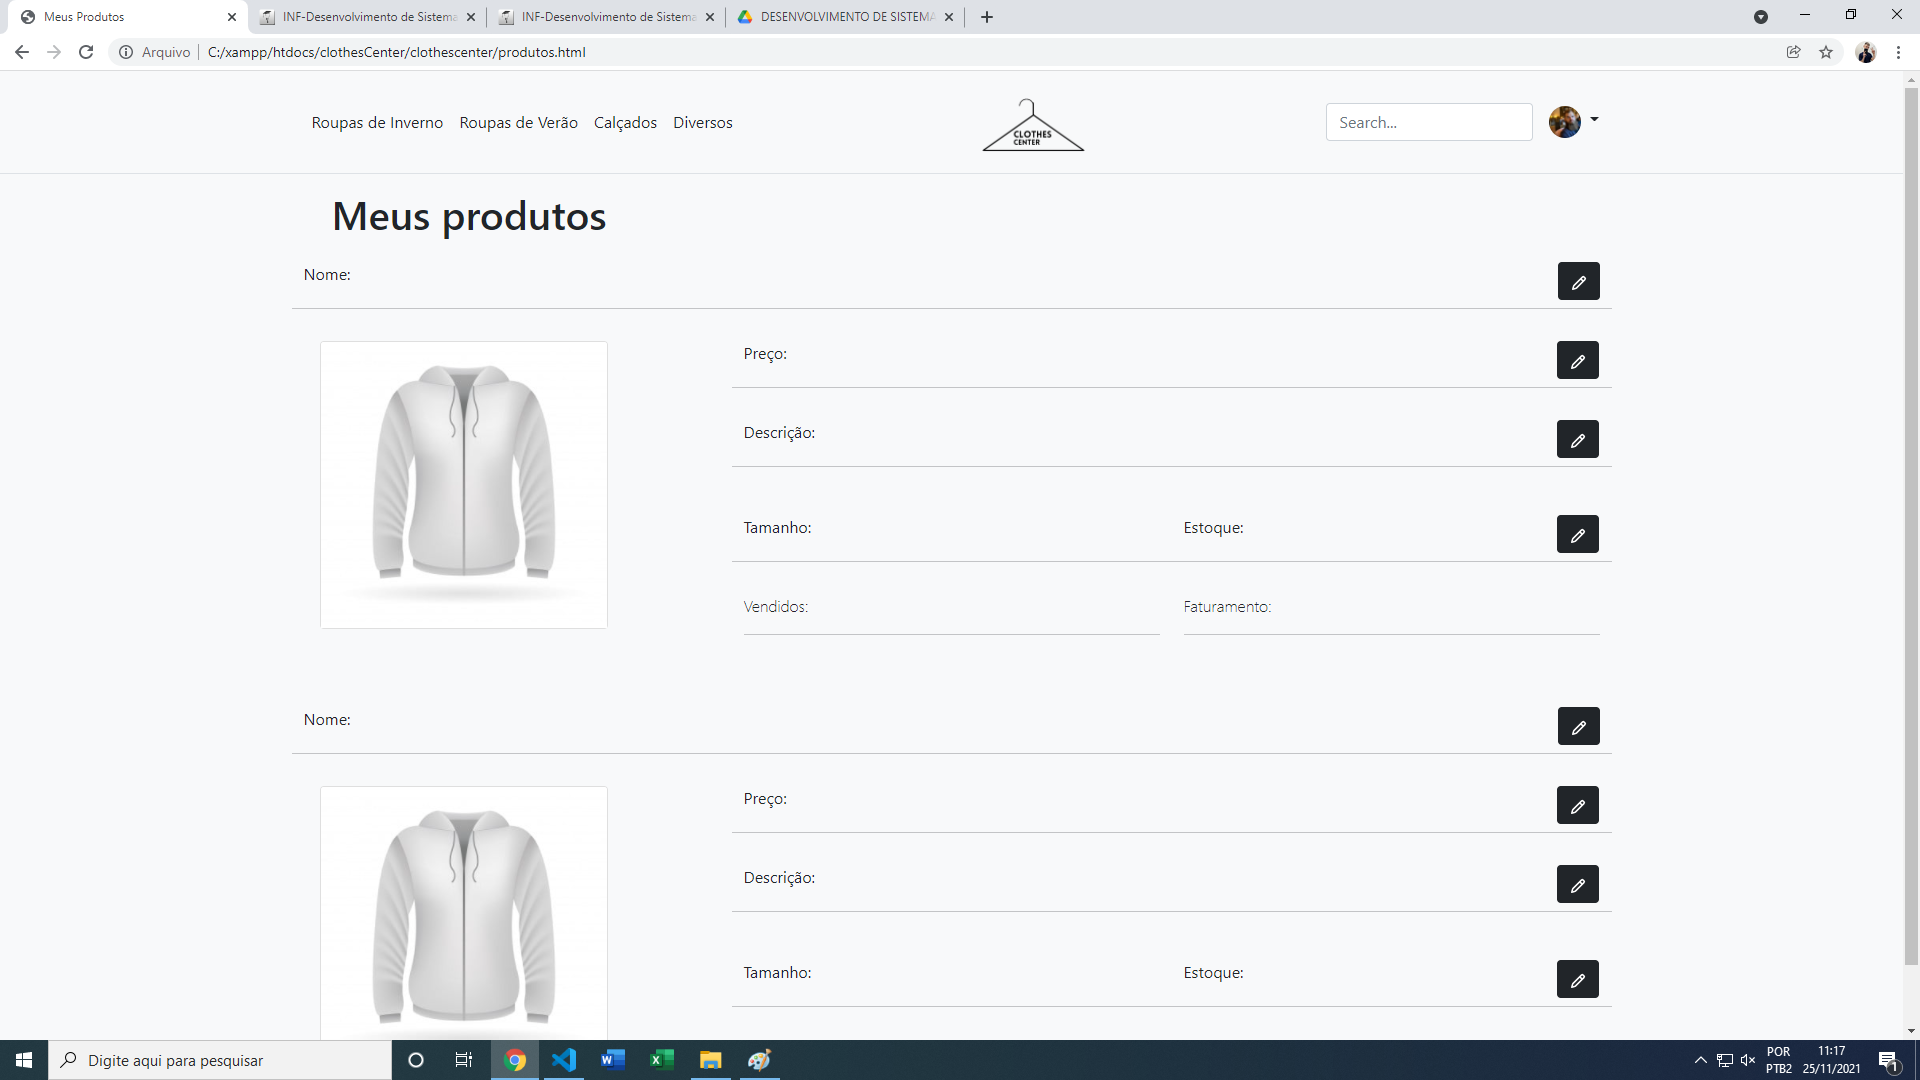 Meus Produtos
INF-Desenvolvimento de Sistema
INF-Desenvolvimento de Sistema
DESENVOLVIMENTO DE SISTEMA
Arquivo
C:/xampp/htdocs/clothesCenter/clothescenter/produtos.html
Roupas de Inverno Roupas de Verão Calçados Diversos
CLOTHES
CENTER
Search...
Meus produtos
Nome:
Preço:
Descrição:
Tamanho: Estoque:
Vendidos: Faturamento:
Nome:
Preço:
Descrição:
Tamanho: Estoque:
Digite aqui para pesquisar
POR
PTB2
11:17
25/11/2021
1